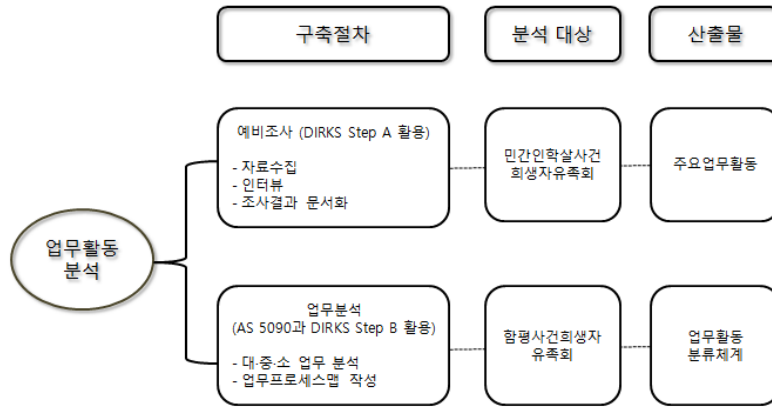 구축절차
분석 대상
산출물
예비조사 (DIRKS Step A 활용)
- 자료수집
- 인터뷰
- 조사결과 문서화
민간인학살사건
희생자유족회
주요업무활동
업무활동
분석
업무분석
(AS 5090과 DIRKS Step B 활용)
- 대·중·소 업무 분석
- 업무프로세스맵 작성
함평사건희생자
유족회
업무활동
분류체계